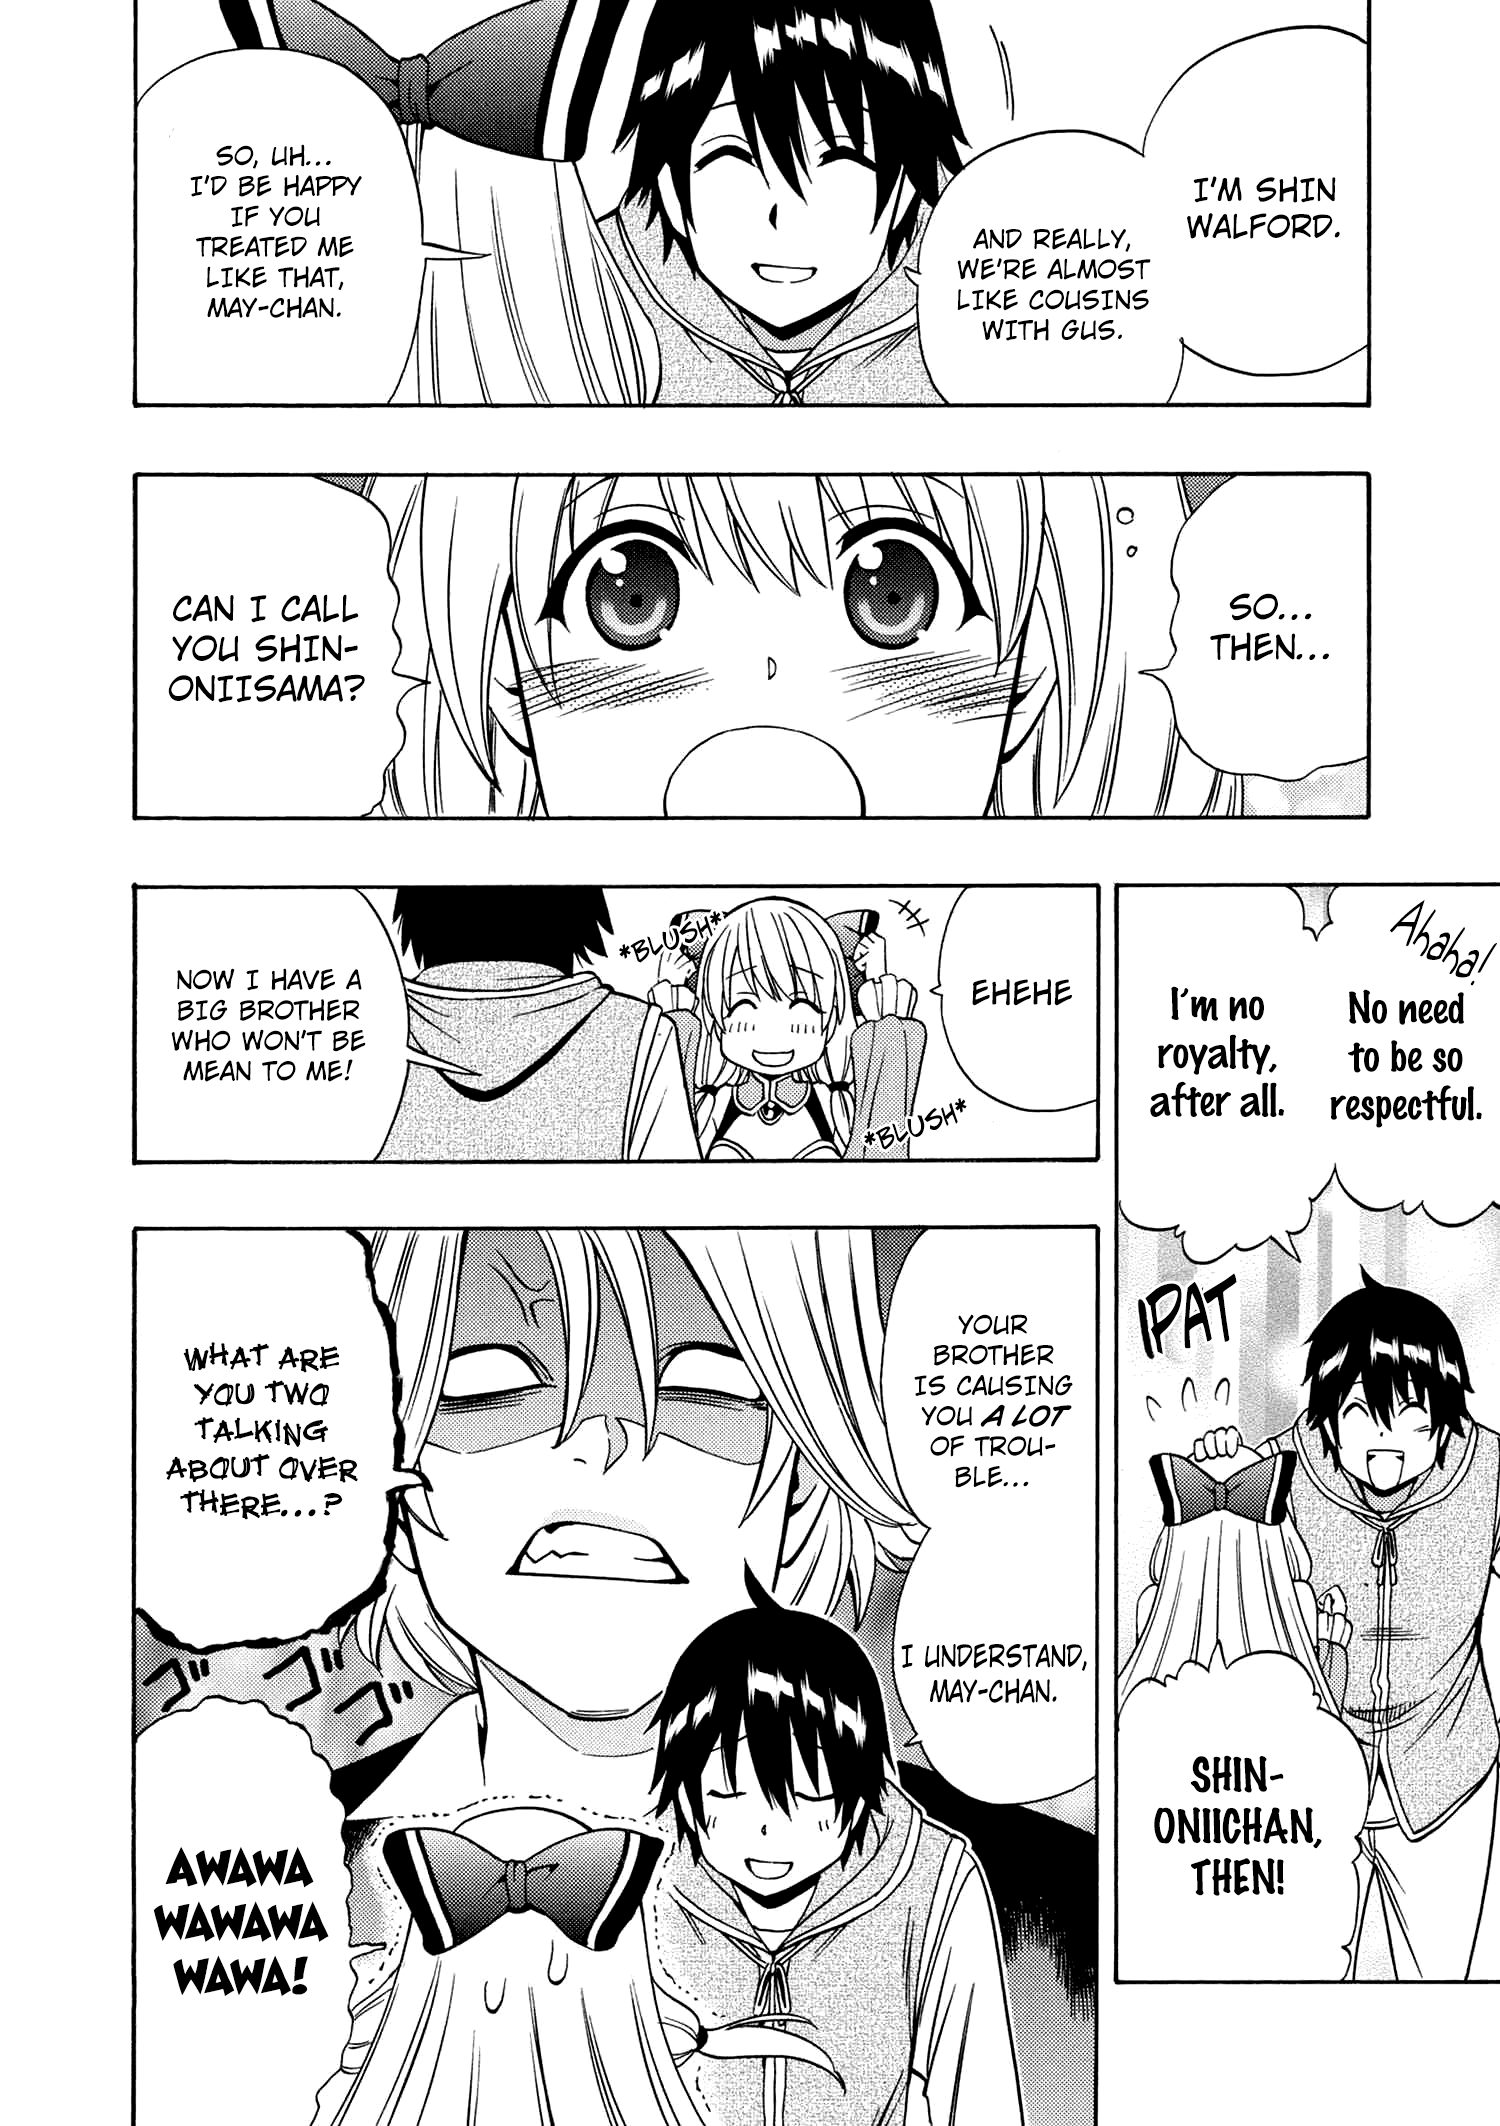 I'M SHIN
WALFORD.
AND REALLY,
WE'RE ALMOST
LIKE COUSINS
WITH GUS.
SO, UH...
I'D BE HAPPY
IF YOU
TREATED ME
LIKE THAT,
MAY-CHAN.
SO...
THEN...
CAN I CALL
YOU SHIN-
ONIISAMA?
Ahaha!
No need
to be so
respectful.
I'm no
royalty,
after all.
PAT
SHIN-
ONIICHAN,
THEN!
EHEHE
*BLUSH*
*BLUSH*
NOW I HAVE A
BIG BROTHER
WHO WON'T BE
MEAN TO ME!
YOUR
BROTHER
IS CAUSING
YOU A LOT
OF TROU-
BLE...
I UNDERSTAND,
MAY-CHAN.
WHAT ARE
YOU TWO
TALKING
ABOUT OVER
THERE...?
ゴゴゴ
AWAWA
WAWAWA
WAWA!